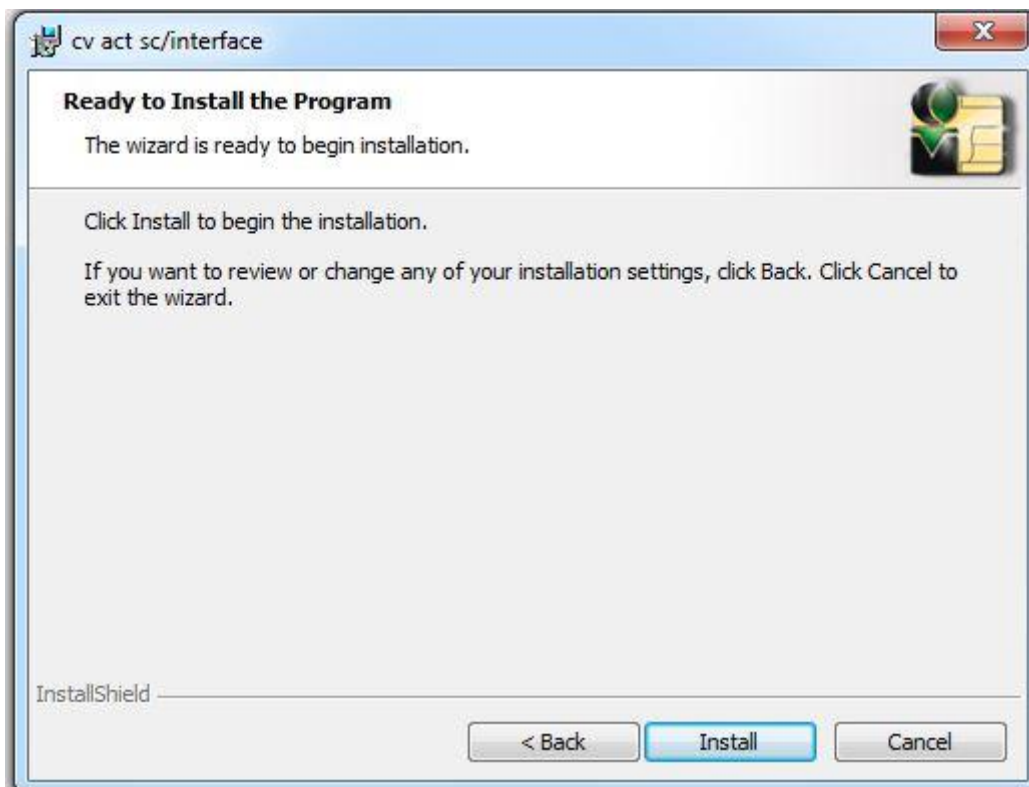 cv act sc/interface
Ready to Install the Program
The wizard is ready to begin installation.
Click Install to begin the installation.
If you want to review or change any of your installation settings, click Back. Click Cancel to
exit the wizard.
InstallShield
< Back
Install
Cancel